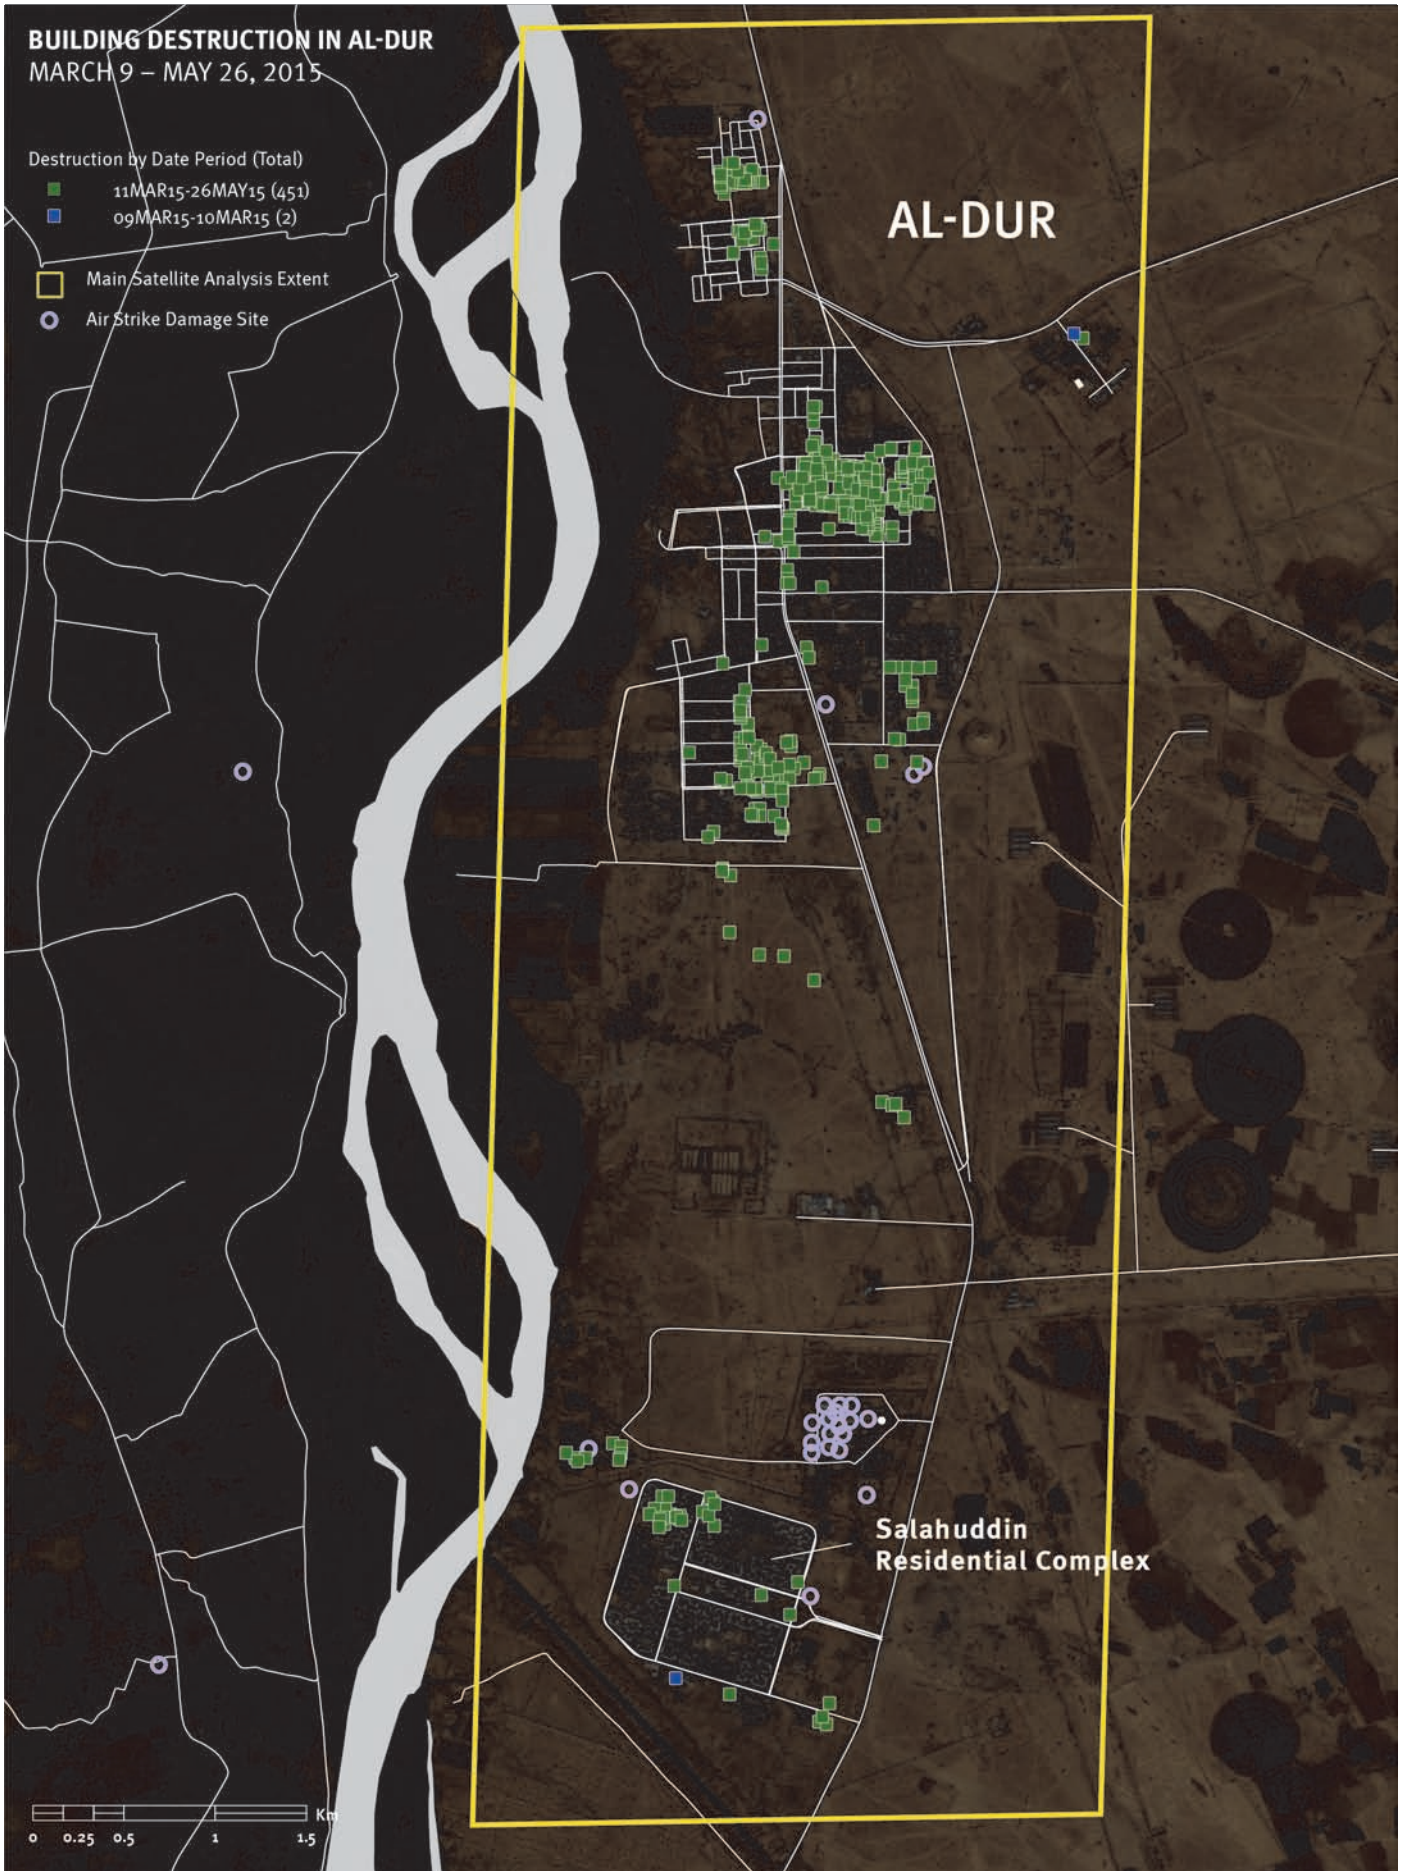 BUILDING DESTRUCTION IN AL-DUR
MARCH 9 – MAY 26, 2015
Destruction by Date Period (Total)
11MAR15-26MAY15 (451)
09MAR15-10MAR15 (2)
Main Satellite Analysis Extent
Air Strike Damage Site
AL-DUR
Salahuddin
Residential Complex
Km
0 0.25 0.5 1 1.5